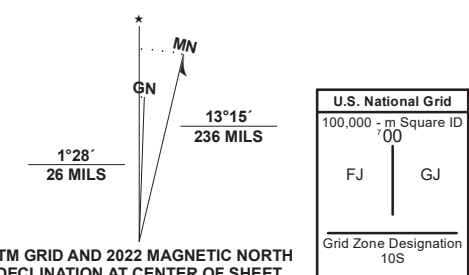 ★
MN
GN
13°15´
236 MILS
1°28´
26 MILS
TM GRID AND 2022 MAGNETIC NORTH
DECLINATION AT CENTER OF SHEET
U.S. National Grid
100,000 - m Square ID
⁷00
FJ GJ
Grid Zone Designation
10S